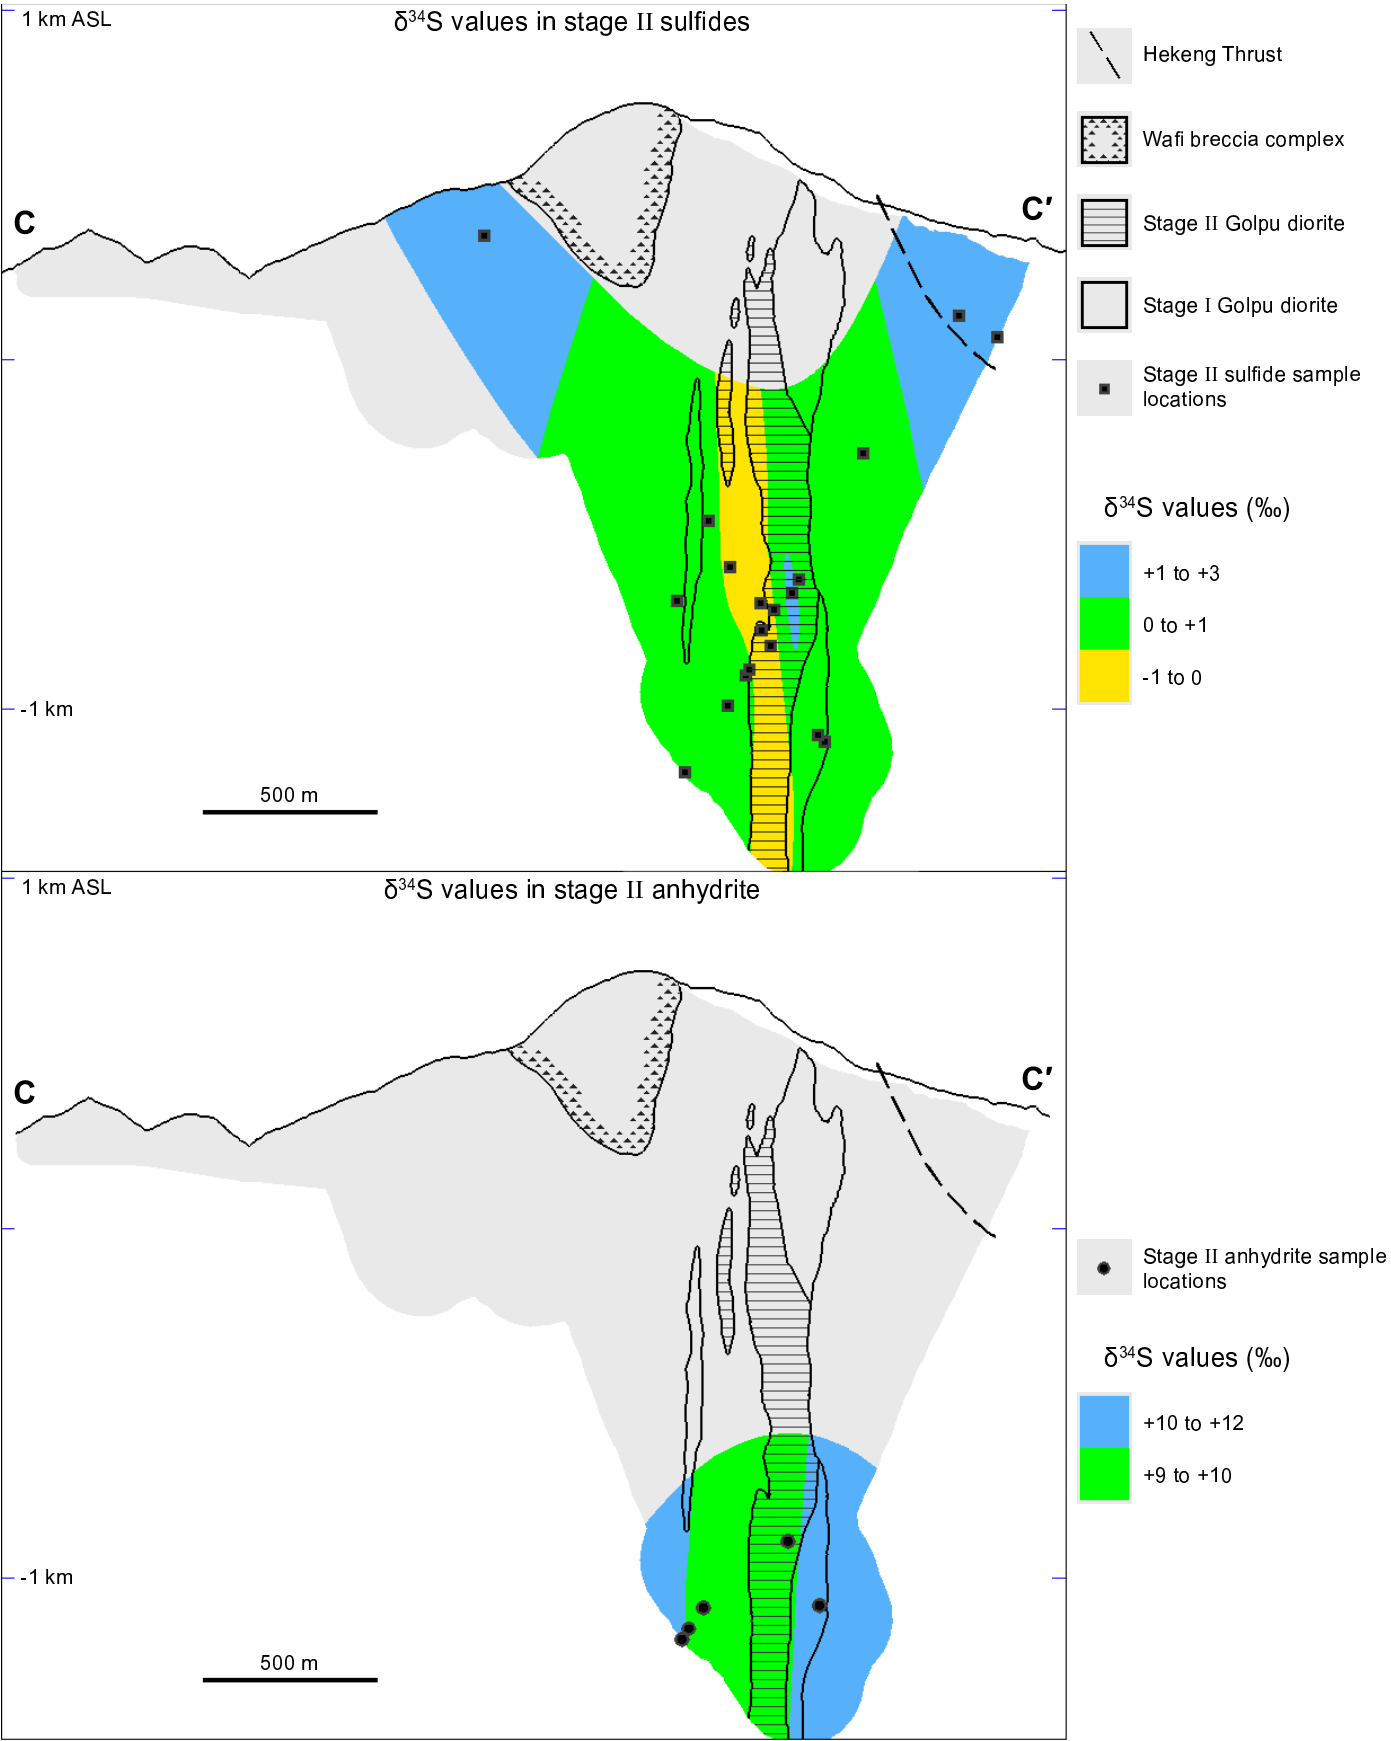 1 km ASL
δ³⁴S values in stage II sulfides
C
C′
-1 km
500 m
Hekeng Thrust
Wafi breccia complex
Stage II Golpu diorite
Stage I Golpu diorite
Stage II sulfide sample
locations
δ³⁴S values (‰)
+1 to +3
0 to +1
-1 to 0
1 km ASL
δ³⁴S values in stage II anhydrite
C
C′
-1 km
500 m
Stage II anhydrite sample
locations
δ³⁴S values (‰)
+10 to +12
+9 to +10